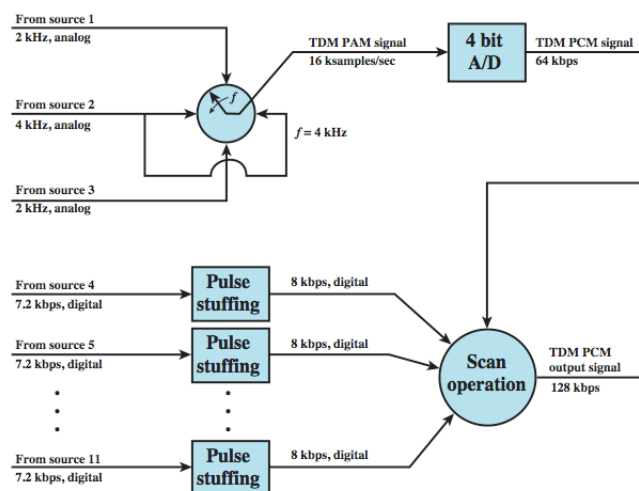 From source 1
2 kHz, analog
TDM PAM signal
16 ksamples/sec
4 bit
A/D
TDM PCM signal
64 kbps
f
From source 2
4 kHz, analog
f = 4 kHz
From source 3
2 kHz, analog
From source 4
7.2 kbps, digital
Pulse
stuffing
8 kbps, digital
From source 5
7.2 kbps, digital
Pulse
stuffing
8 kbps, digital
Scan
operation
TDM PCM
output signal
128 kbps
From source 11
7.2 kbps, digital
Pulse
stuffing
8 kbps, digital